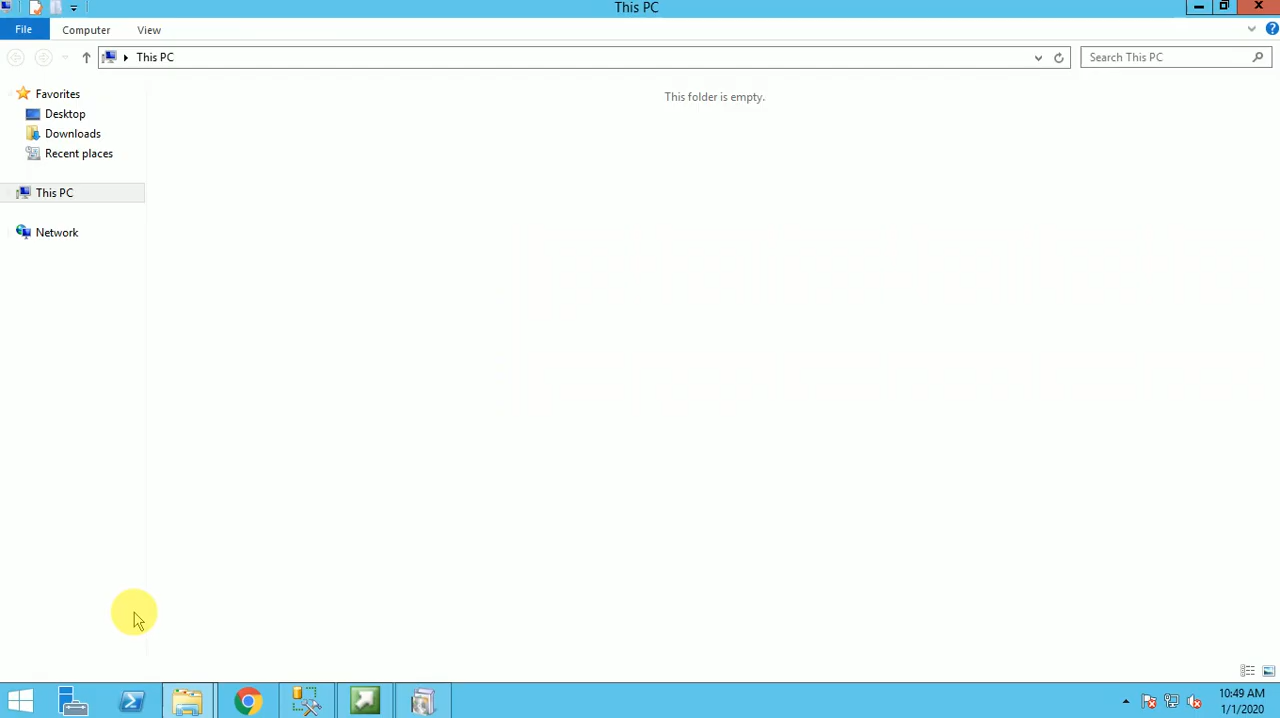 This PC
File
Computer
View
This PC
Search This PC
Favorites
Desktop
Downloads
Recent places
This PC
Network
This folder is empty.
10:49 AM
1/1/2020